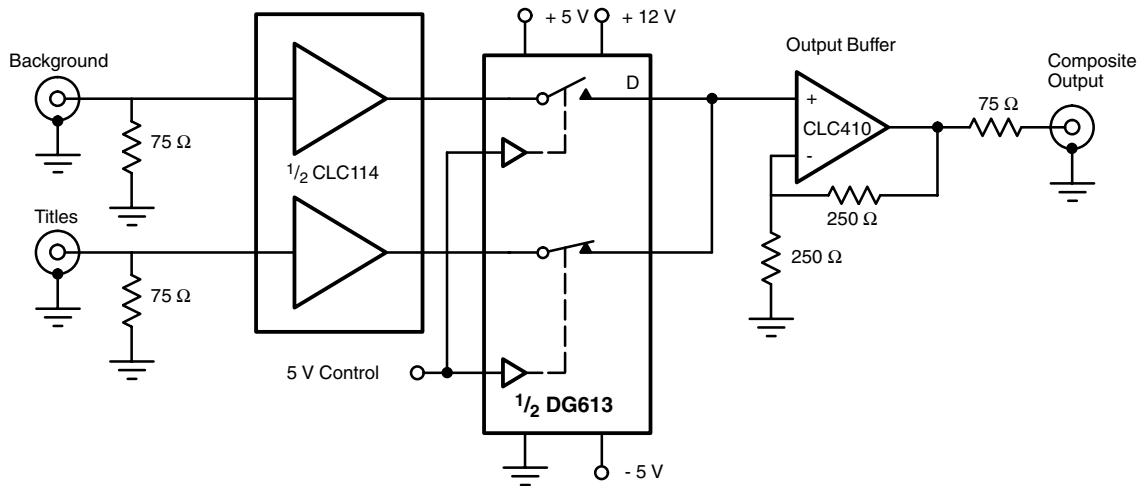 + 5 V
+ 12 V
Background
75 Ω
Titles
75 Ω
1/2 CLC114
5 V Control
D
1/2 DG613
- 5 V
Output Buffer
+
CLC410
-
250 Ω
250 Ω
75 Ω
Composite
Output